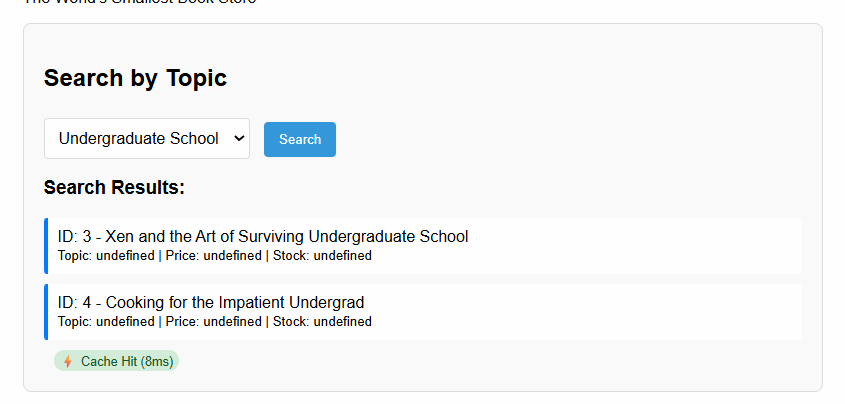 The World's Smallest Book Store
Search by Topic
Undergraduate School
Search
Search Results:
ID: 3 - Xen and the Art of Surviving Undergraduate School
Topic: undefined | Price: undefined | Stock: undefined
ID: 4 - Cooking for the Impatient Undergrad
Topic: undefined | Price: undefined | Stock: undefined
Cache Hit (8ms)